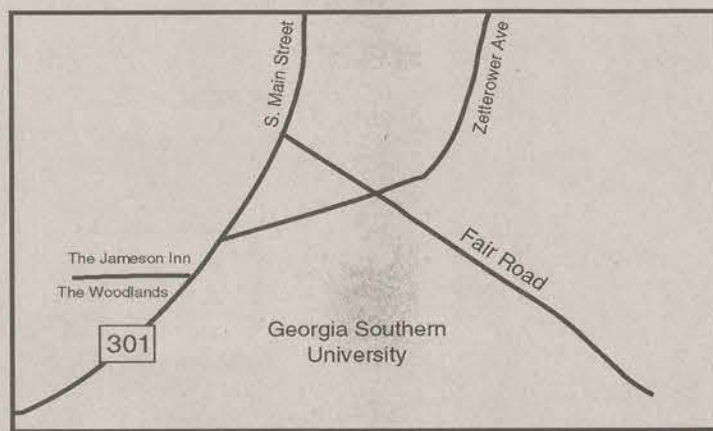 S. Main Street
Zetterower Ave
The Jameson Inn
The Woodlands
Fair Road
301
Georgia Southern
University